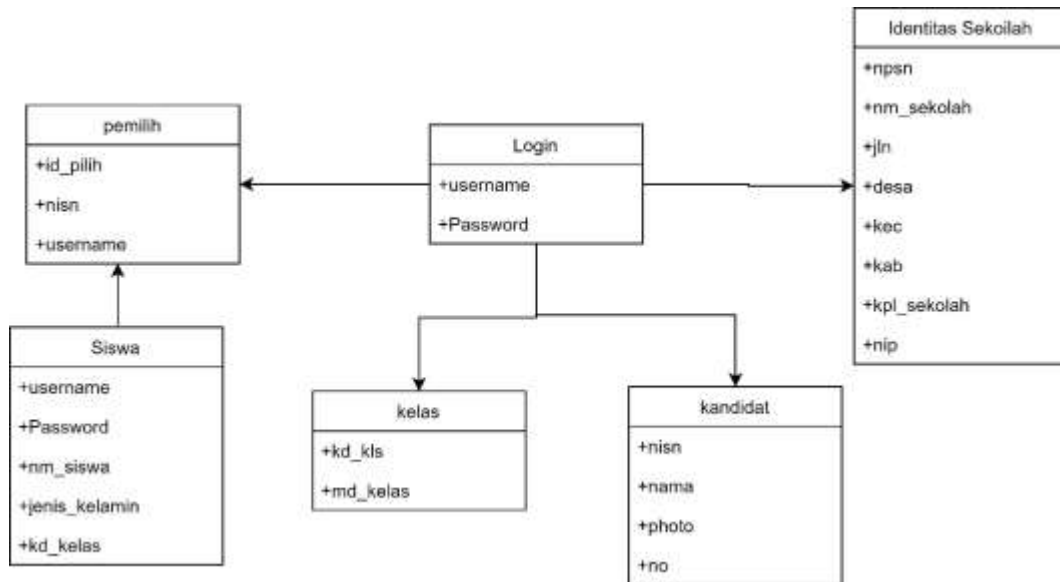 pemilih
+id_pilih
+nisn
+username
Login
+username
+Password
Identitas Sekoilah
+npsn
+nm_sekolah
+jln
+desa
+kec
+kab
+kpl_sekolah
+nip
Siswa
+username
+Password
+nm_siswa
+jenis_kelamin
+kd_kelas
kelas
+kd_kls
+md_kelas
kandidat
+nisn
+nama
+photo
+no